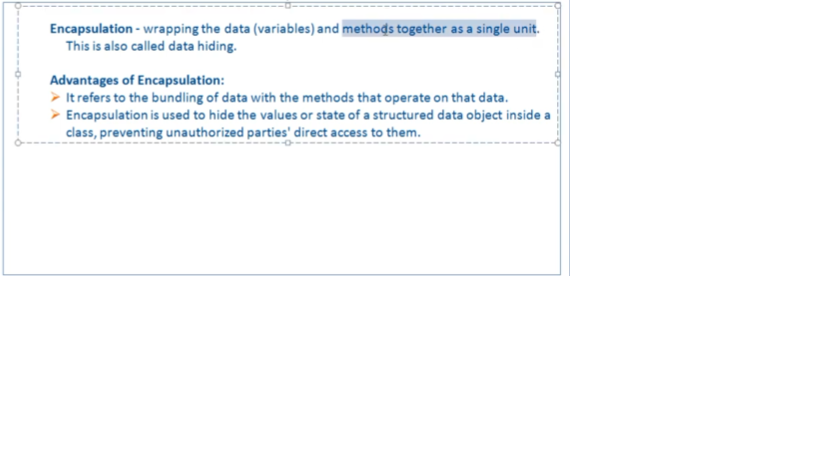 Encapsulation - wrapping the data (variables) and methods together as a single unit.
This is also called data hiding.
Advantages of Encapsulation:
➢ It refers to the bundling of data with the methods that operate on that data.
➢ Encapsulation is used to hide the values or state of a structured data object inside a
class, preventing unauthorized parties' direct access to them.